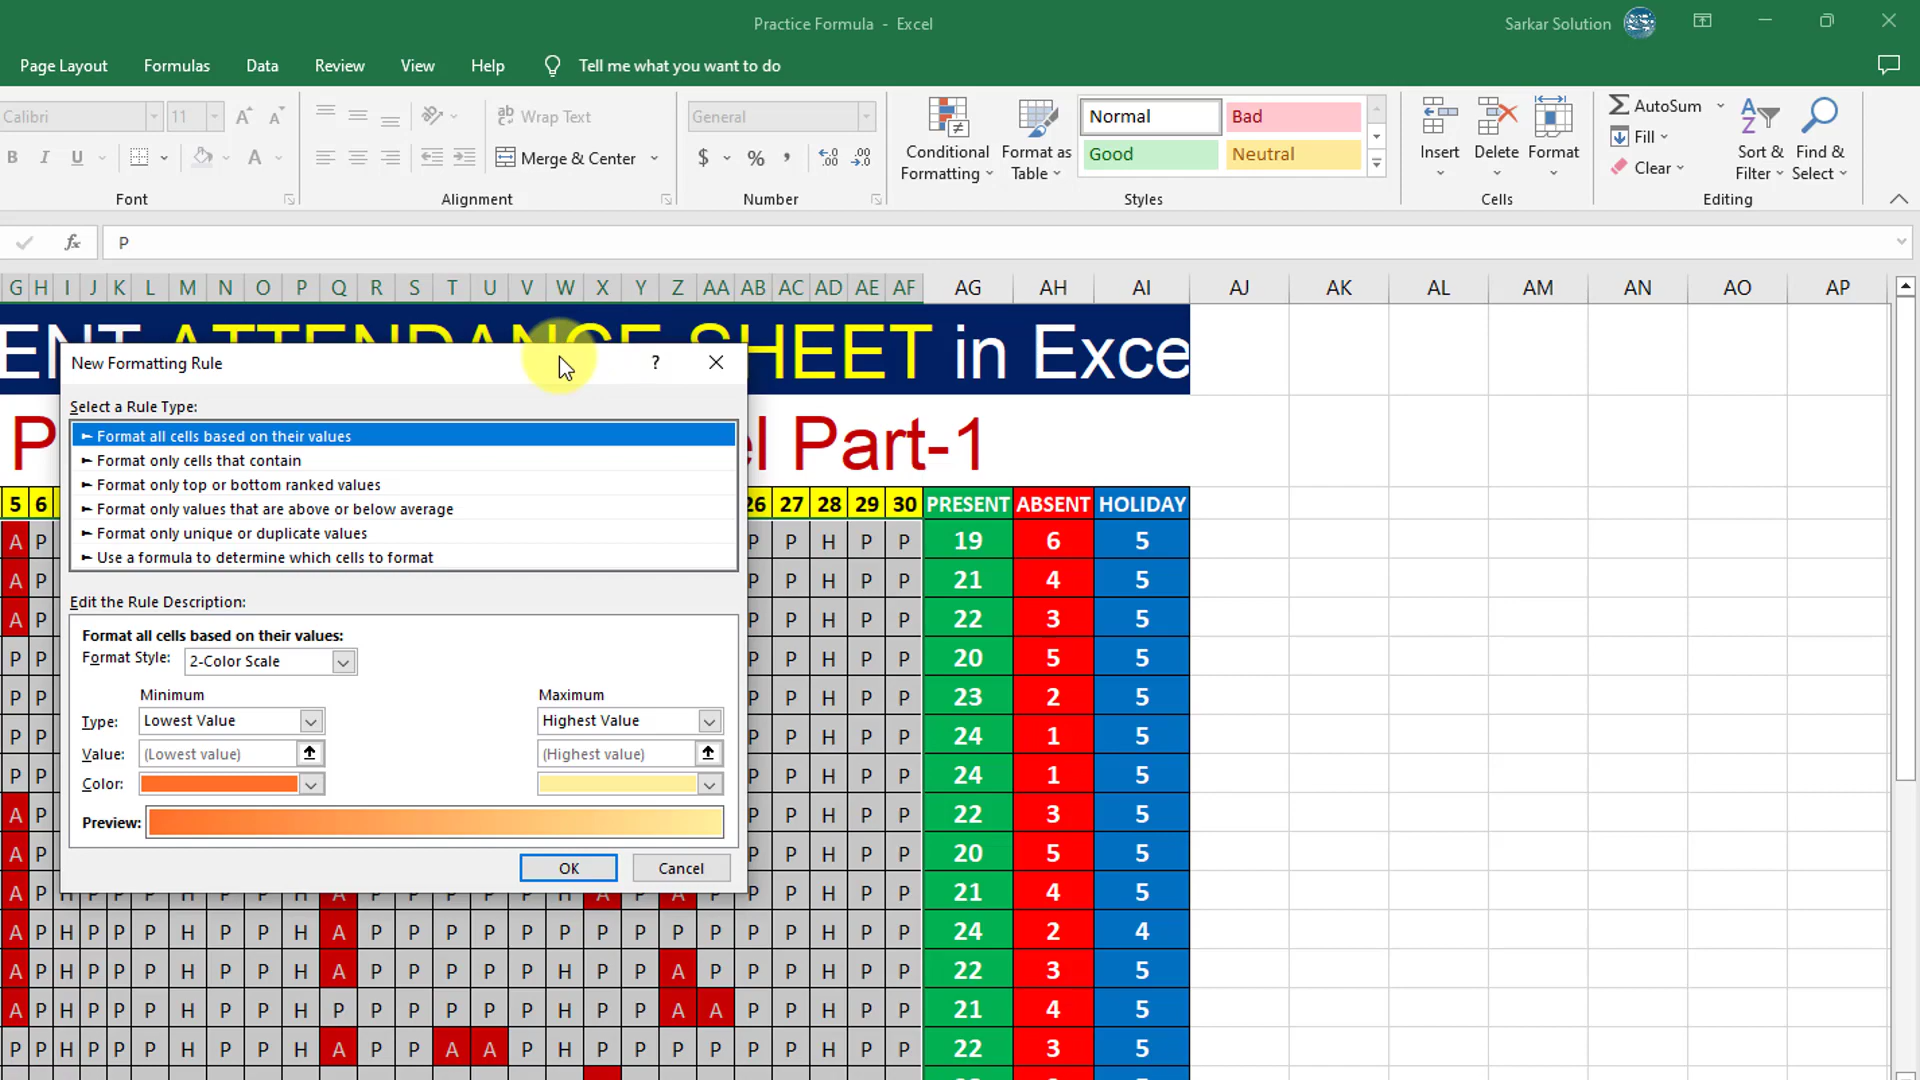 Practice Formula - Excel
Sarkar Solution
Page Layout Formulas Data Review View Help Tell me what you want to do
Calibri 11 Wrap Text General Normal Bad AutoSum
Conditional Formatting Format as Table Good Neutral Insert Delete Format Fill Sort & Filter Find & Select
B I U Merge & Center $ % , Clear
Font Alignment Number Styles Cells Editing
fx P
G H I J K L M N O P Q R S T U V W X Y Z AA AB AC AD AE AF AG AH AI AJ AK AL AM AN AO AP
SHEET in Exce
New Formatting Rule ?
Select a Rule Type:
► Format all cells based on their values
► Format only cells that contain
► Format only top or bottom ranked values
► Format only values that are above or below average
► Format only unique or duplicate values
► Use a formula to determine which cells to format
Edit the Rule Description:
Format all cells based on their values:
Format Style: 2-Color Scale
Minimum Maximum
Type: Lowest Value Highest Value
Value: (Lowest value) (Highest value)
Color:
Preview:
OK Cancel
P l Part-1
5 6 26 27 28 29 30 PRESENT ABSENT HOLIDAY
A P P P H P P 19 6 5
A P P P H P P 21 4 5
A P P P H P P 22 3 5
P P P P H P P 20 5 5
P P P P H P P 23 2 5
P P P P H P P 24 1 5
P P P P H P P 24 1 5
A P P P H P P 22 3 5
A P P P H P P 20 5 5
A P H P P P H P P H A P P P P P H A P A P P P H P P 21 4 5
A P H P P P H P P H A P P P P P P P P P P P P H P P 24 2 4
A P H P P P H P P H A P P P P P H P P A P P P H P P 22 3 5
A P H P P P H P P H P P P P P P H P P A A P P H P P 21 4 5
P P H P P P H P P H A P P A A P H P P P P P P H P P 22 3 5